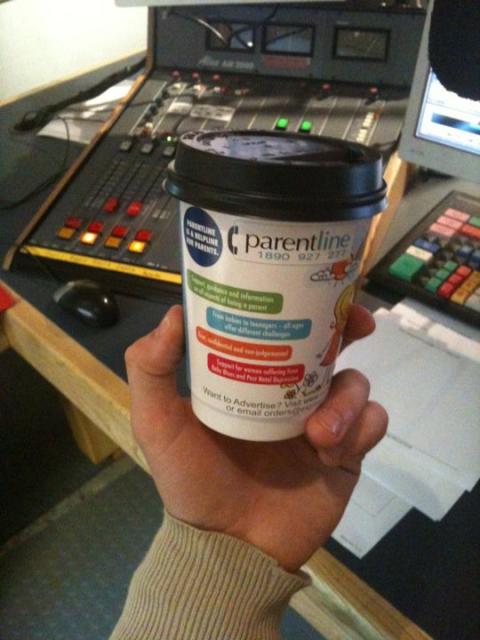 PARENTLINE
IS A HELPLINE
FOR PARENTS.
parentline
1890 927 277
Support, guidance and information
on all aspects of being a parent
From babies to teenagers - all ages
offer different challenges
Free, confidential and non-judgemental
Support for women suffering from
Baby Blues and Post Natal Depression
Want to Advertise? Visit
or email orders@